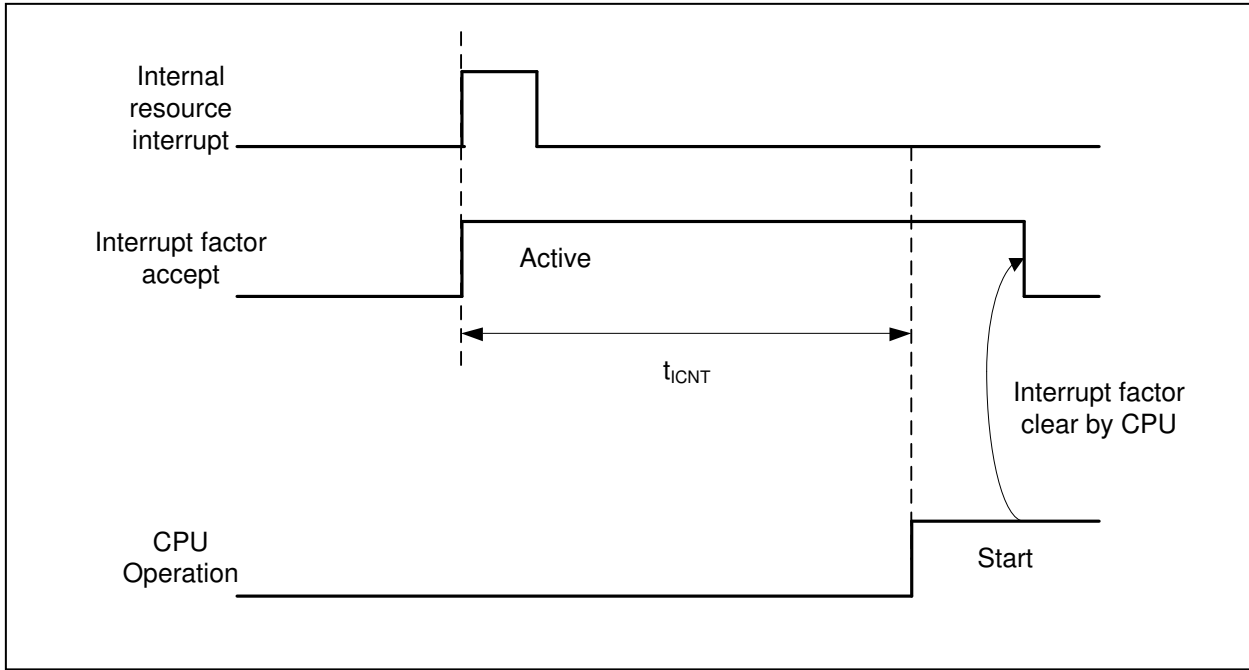 Internal
resource
interrupt
Interrupt factor
accept
Active
tICNT
Interrupt factor
clear by CPU
CPU
Operation
Start